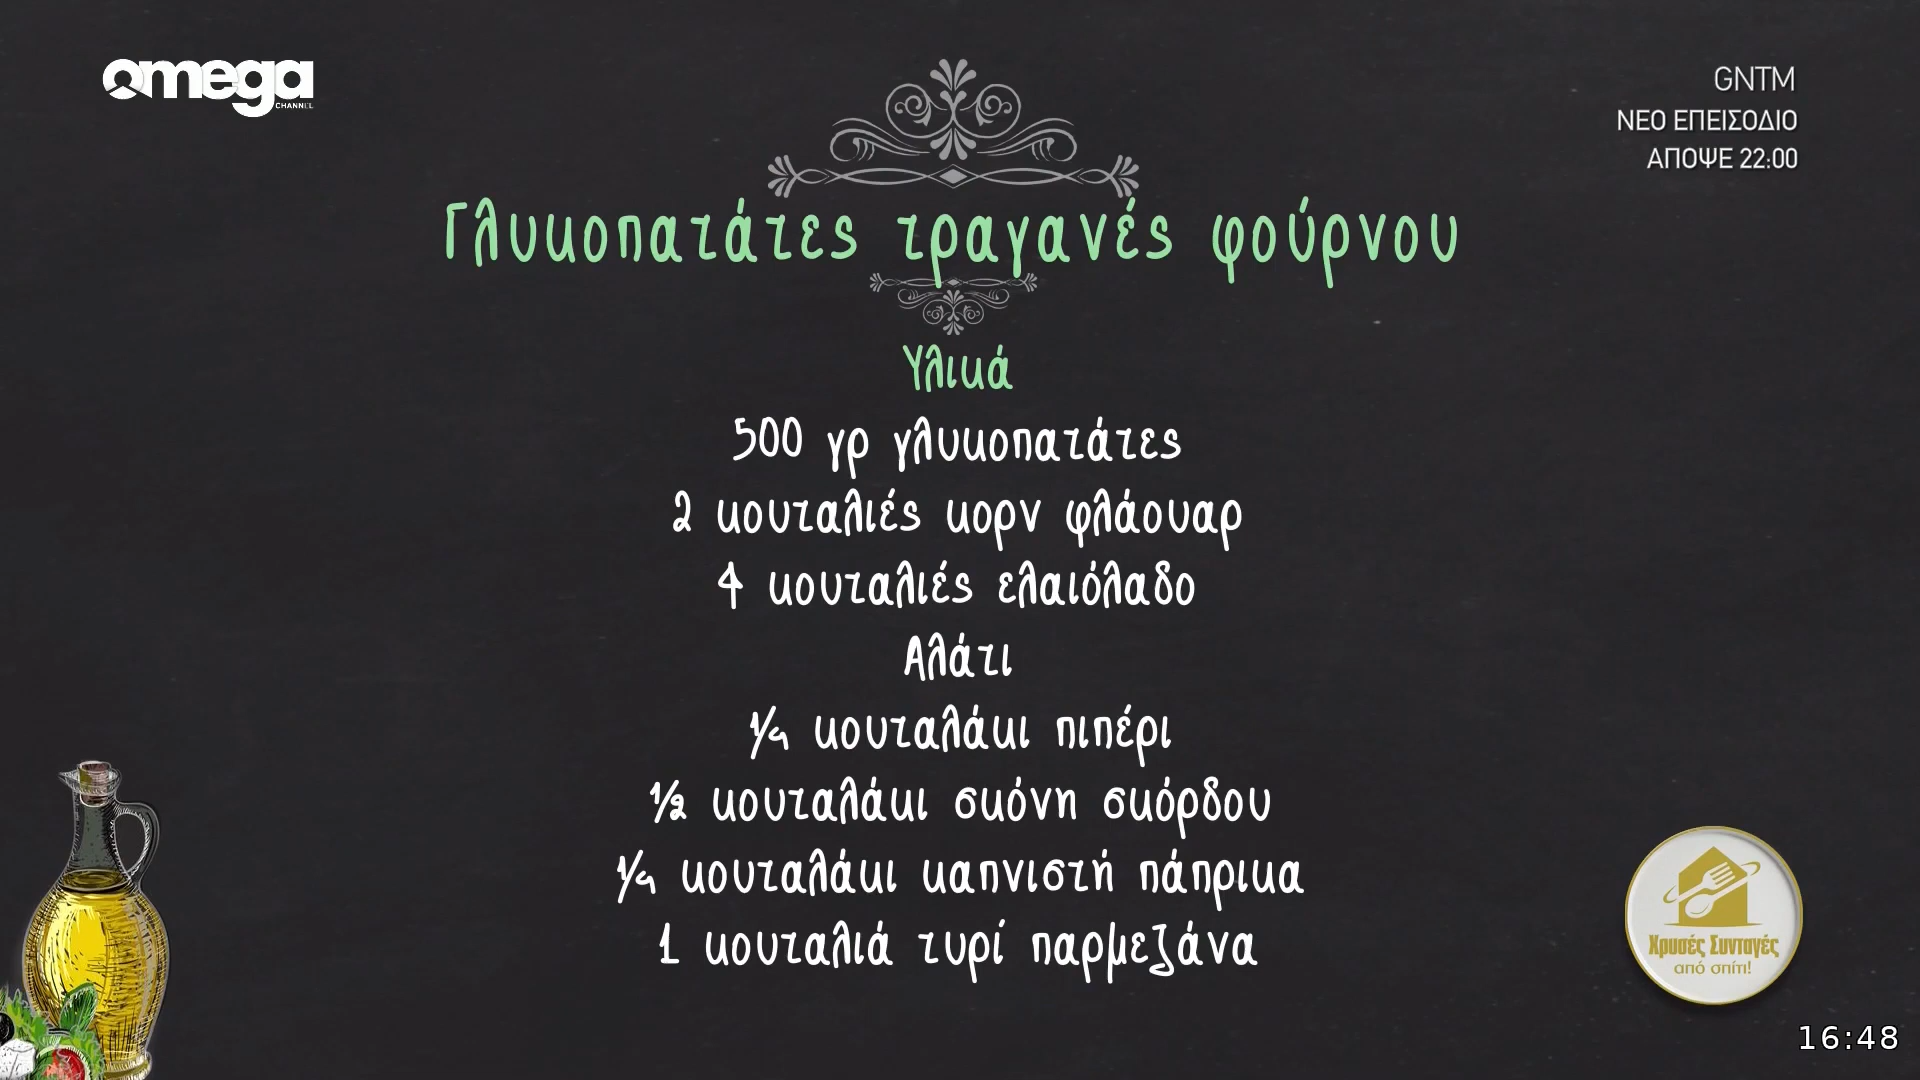 omega
CHANNEL
GNTM
ΝΕΟ ΕΠΕΙΣΟΔΙΟ
ΑΠΟΨΕ 22:00
Γλυκοπατάτες τραγανές φούρνου
Υλικά
500 γρ γλυκοπατάτες
2 κουταλιές κορν φλάουαρ
4 κουταλιές ελαιόλαδο
Αλάτι
¼ κουταλάκι πιπέρι
½ κουταλάκι σκόνη σκόρδου
¼ κουταλάκι καπνιστή πάπρικα
1 κουταλιά τυρί παρμεζάνα
Χρυσές Συνταγές
από σπίτι!
16:48